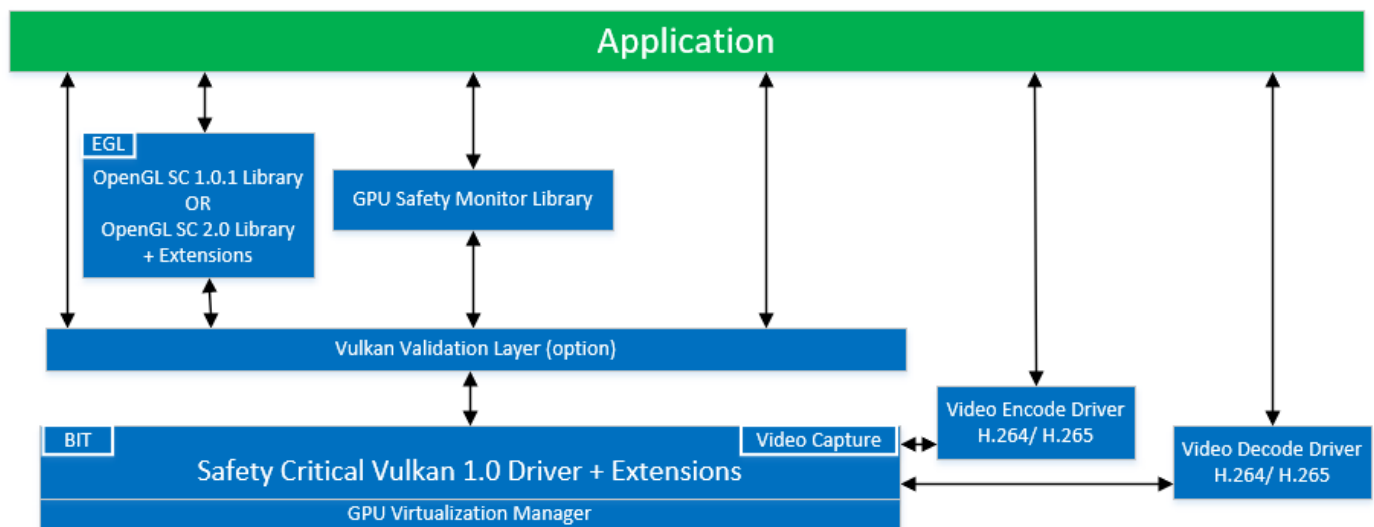 Application
EGL
OpenGL SC 1.0.1 Library
OR
OpenGL SC 2.0 Library
+ Extensions
GPU Safety Monitor Library
Vulkan Validation Layer (option)
Video Encode Driver
H.264/ H.265
Video Decode Driver
H.264/ H.265
BIT
Video Capture
Safety Critical Vulkan 1.0 Driver + Extensions
GPU Virtualization Manager